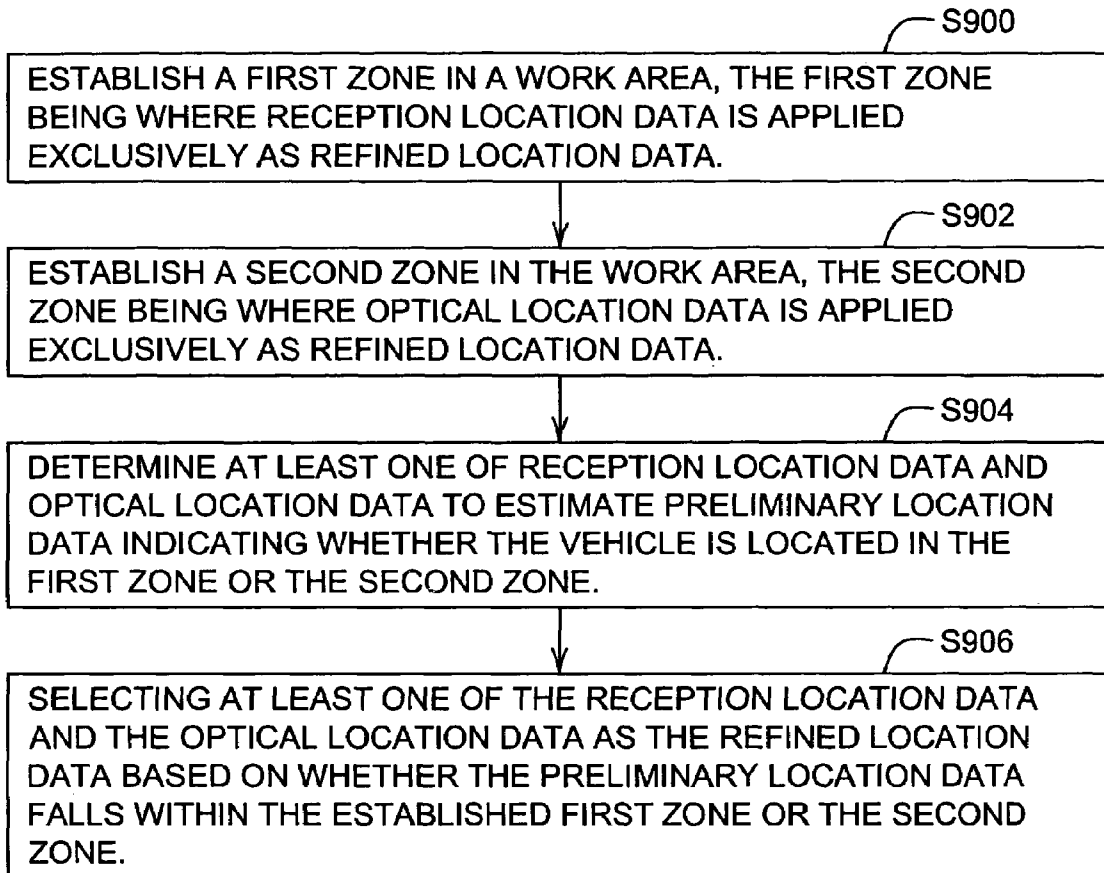 S900
ESTABLISH A FIRST ZONE IN A WORK AREA, THE FIRST
ZONE BEING WHERE RECEPTION LOCATION DATA IS APPLIED
EXCLUSIVELY AS REFINED LOCATION DATA.
S902
ESTABLISH A SECOND ZONE IN THE WORK AREA, THE SECOND
ZONE BEING WHERE OPTICAL LOCATION DATA IS APPLIED
EXCLUSIVELY AS REFINED LOCATION DATA.
S904
DETERMINE AT LEAST ONE OF RECEPTION LOCATION DATA AND
OPTICAL LOCATION DATA TO ESTIMATE PRELIMINARY LOCATION
DATA INDICATING WHETHER THE VEHICLE IS LOCATED IN THE
FIRST ZONE OR THE SECOND ZONE.
S906
SELECTING AT LEAST ONE OF THE RECEPTION LOCATION DATA
AND THE OPTICAL LOCATION DATA AS THE REFINED LOCATION
DATA BASED ON WHETHER THE PRELIMINARY LOCATION DATA
FALLS WITHIN THE ESTABLISHED FIRST ZONE OR THE SECOND
ZONE.